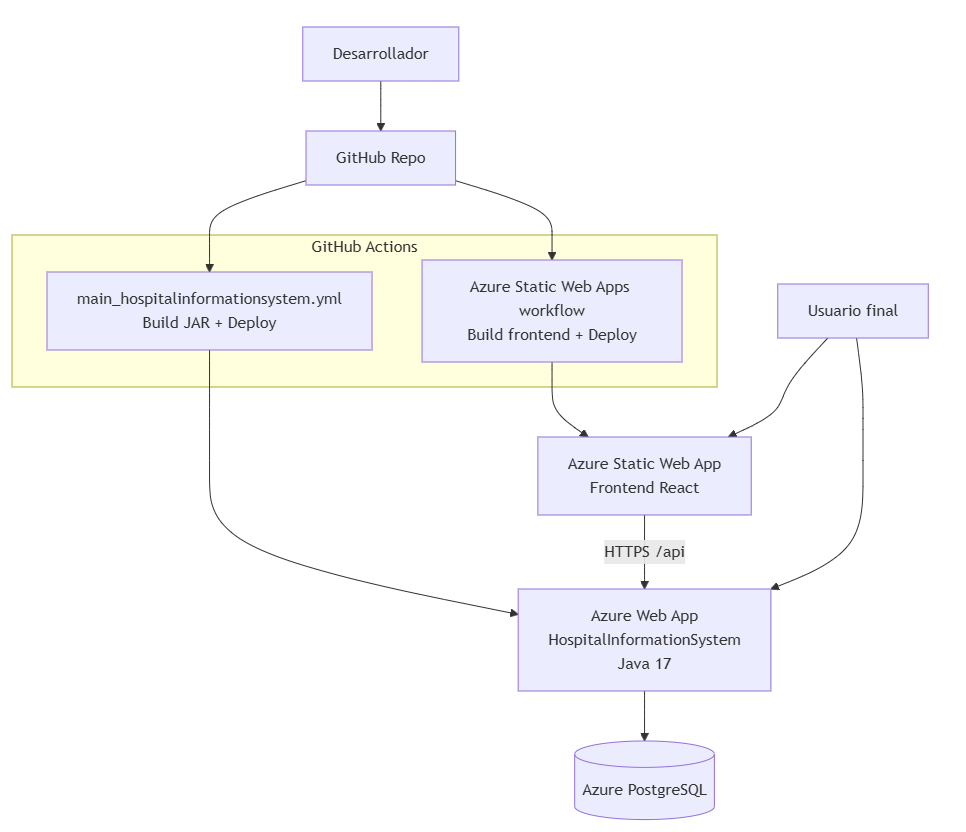 Desarrollador
GitHub Repo
GitHub Actions
main_hospitalinformationsystem.yml
Build JAR + Deploy
Azure Static Web Apps
workflow
Build frontend + Deploy
Usuario final
Azure Static Web App
Frontend React
HTTPS /api
Azure Web App
HospitalInformationSystem
Java 17
Azure PostgreSQL